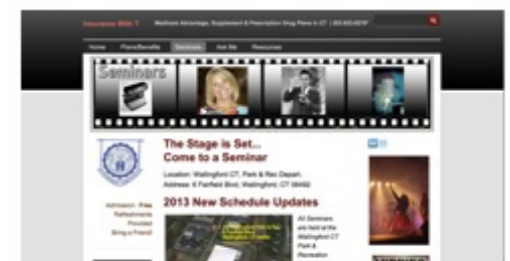 Insurance With T
Medicare Advantage, Supplement & Prescription Drug Plans in CT
Home Plans/Benefits Seminars Ask Me Resources
Seminars
The Stage is Set...
Come to a Seminar
Location: Wallingford CT, Park & Rec Depart.
Address: 6 Fairfield Blvd, Wallingford, CT 06492
Admission: Free
Refreshments
Provided
Bring a Friend!
2013 New Schedule Updates
All Seminars
are held at the
Wallingford CT
Park &
Recreation